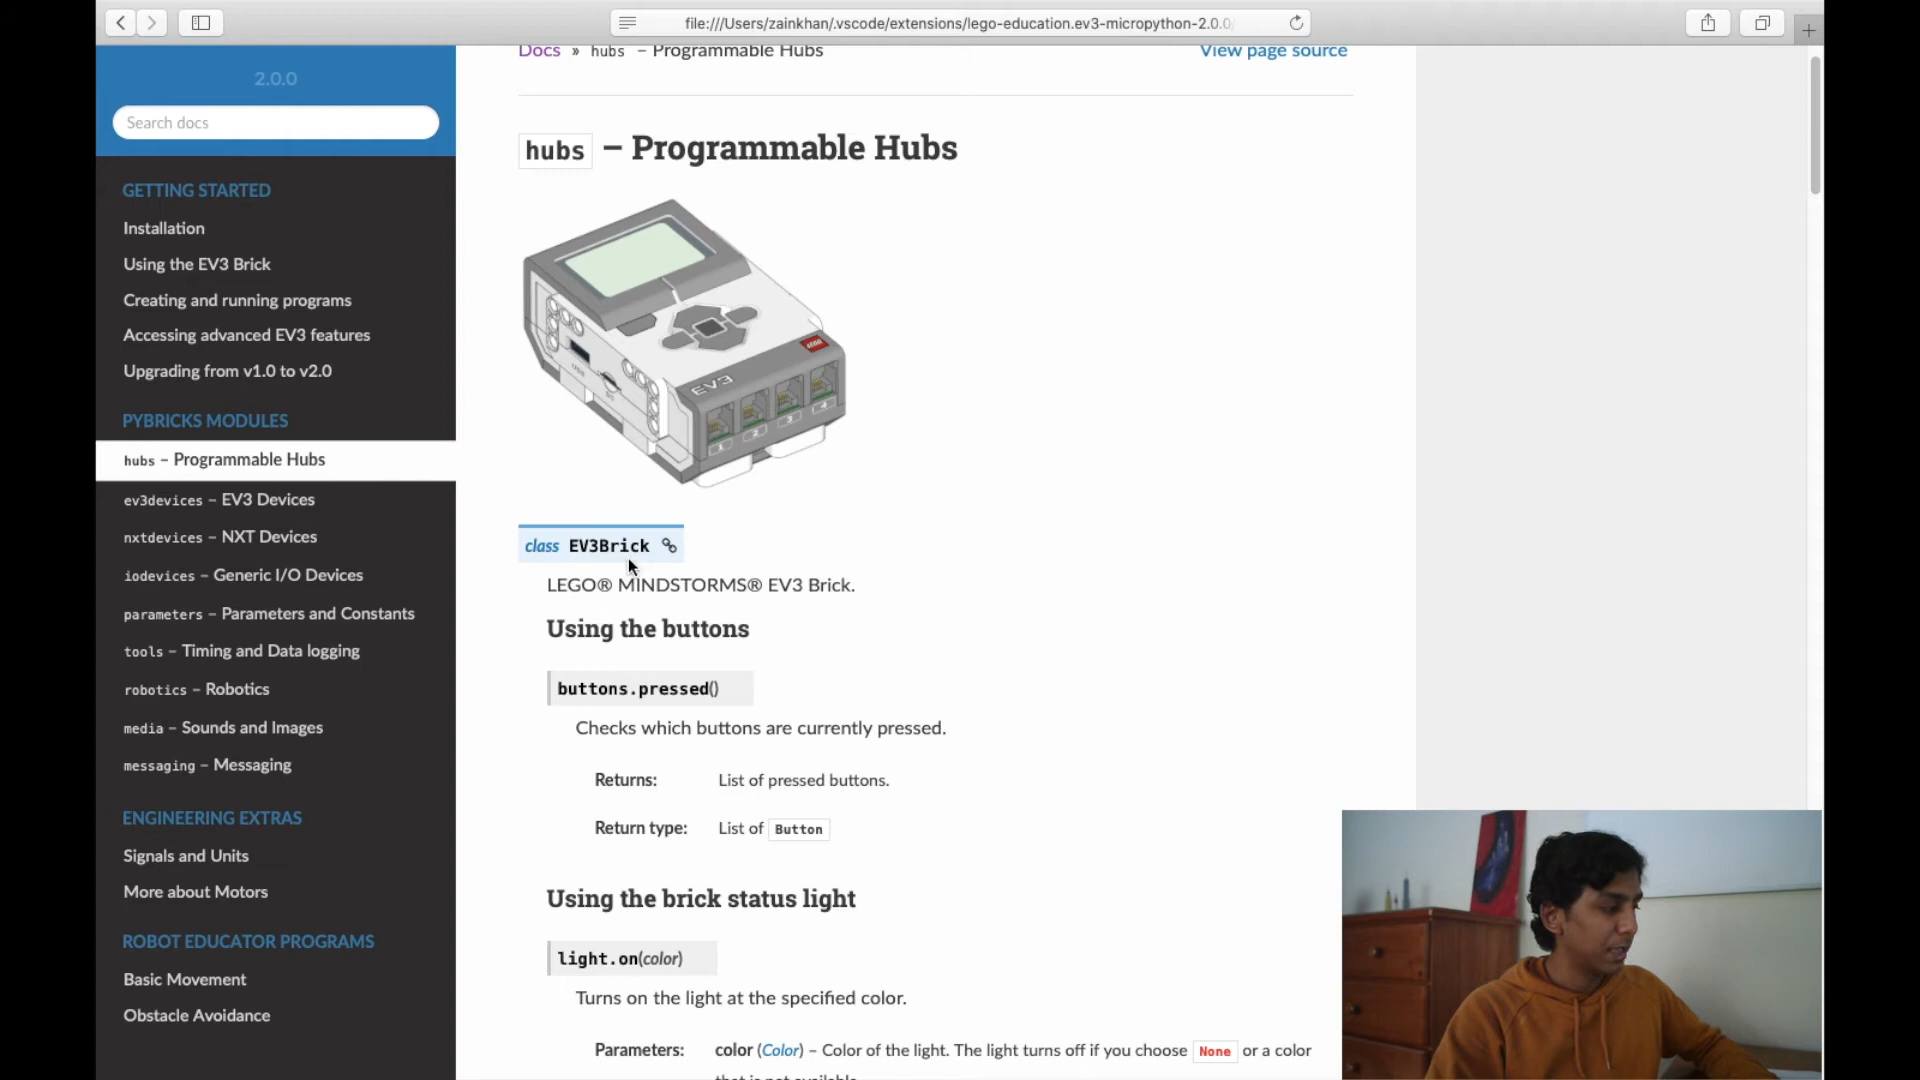 file:///Users/zainkhan/.vscode/extensions/lego-education.ev3-micropython-2.0.0/
2.0.0
Search docs
GETTING STARTED
Installation
Using the EV3 Brick
Creating and running programs
Accessing advanced EV3 features
Upgrading from v1.0 to v2.0
PYBRICKS MODULES
hubs – Programmable Hubs
ev3devices – EV3 Devices
nxtdevices – NXT Devices
iodevices – Generic I/O Devices
parameters – Parameters and Constants
tools – Timing and Data logging
robotics – Robotics
media – Sounds and Images
messaging – Messaging
ENGINEERING EXTRAS
Signals and Units
More about Motors
ROBOT EDUCATOR PROGRAMS
Basic Movement
Obstacle Avoidance
Docs » hubs – Programmable Hubs
View page source
hubs – Programmable Hubs
LEGO
EV3
1 2 3 4
class EV3Brick
LEGO® MINDSTORMS® EV3 Brick.
Using the buttons
buttons.pressed()
Checks which buttons are currently pressed.
Returns: List of pressed buttons.
Return type: List of Button
Using the brick status light
light.on(color)
Turns on the light at the specified color.
Parameters: color (Color) – Color of the light. The light turns off if you choose None or a color
that is not available.